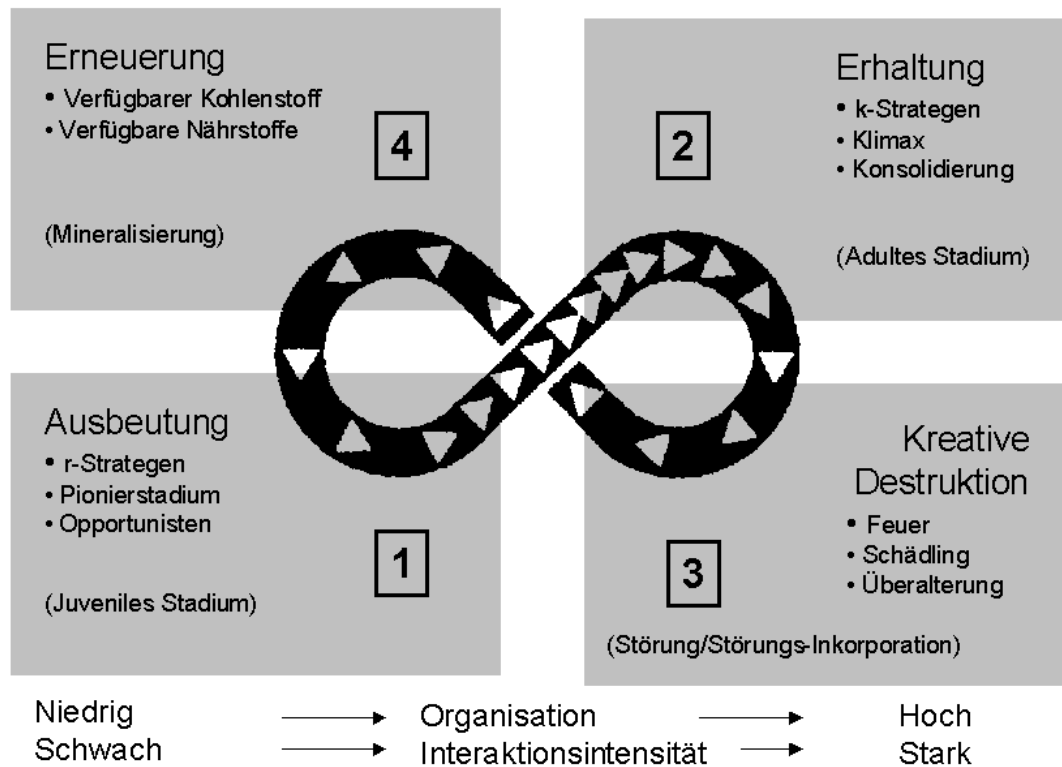 Erneuerung
• Verfügbarer Kohlenstoff
• Verfügbare Nährstoffe
4
(Mineralisierung)
Erhaltung
• k-Strategen
• Klimax
• Konsolidierung
2
(Adultes Stadium)
Ausbeutung
• r-Strategen
• Pionierstadium
• Opportunisten
1
(Juveniles Stadium)
Kreative
Destruktion
• Feuer
• Schädling
• Überalterung
3
(Störung/Störungs-Inkorporation)
Niedrig Organisation Hoch
Schwach Interaktionsintensität Stark